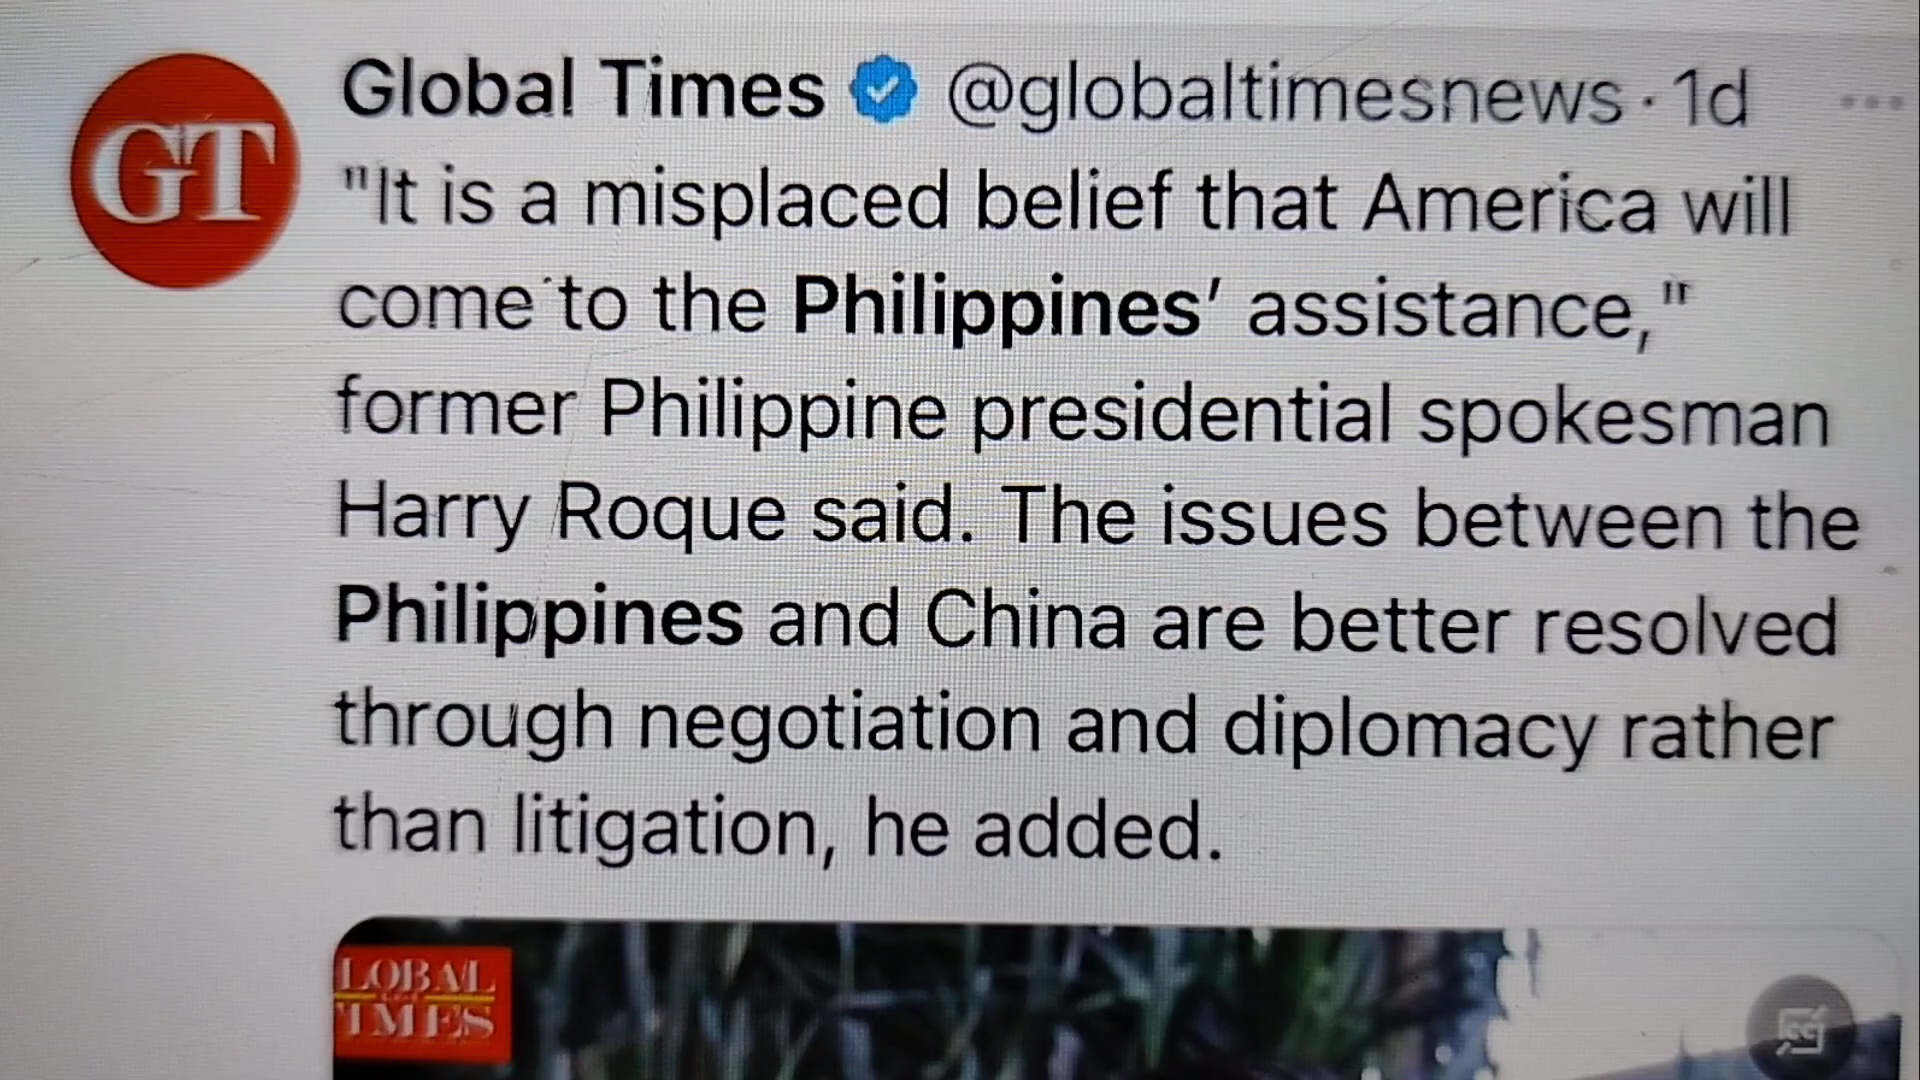 GT
Global Times @globaltimesnews · 1d
"It is a misplaced belief that America will
come to the Philippines' assistance,"
former Philippine presidential spokesman
Harry Roque said. The issues between the
Philippines and China are better resolved
through negotiation and diplomacy rather
than litigation, he added.
LOBAL
TIMES